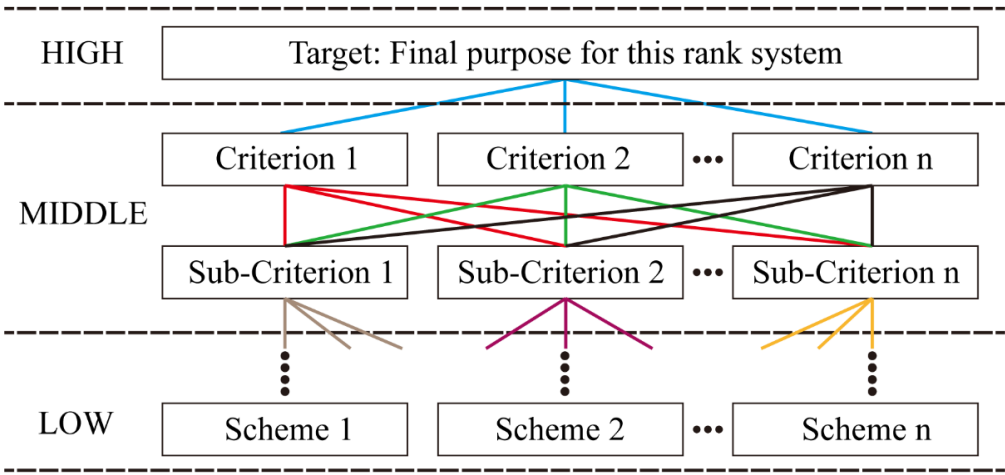 HIGH
Target: Final purpose for this rank system
Criterion 1
Criterion 2
•••
Criterion n
MIDDLE
Sub-Criterion 1
Sub-Criterion 2
•••
Sub-Criterion n
LOW
Scheme 1
Scheme 2
•••
Scheme n